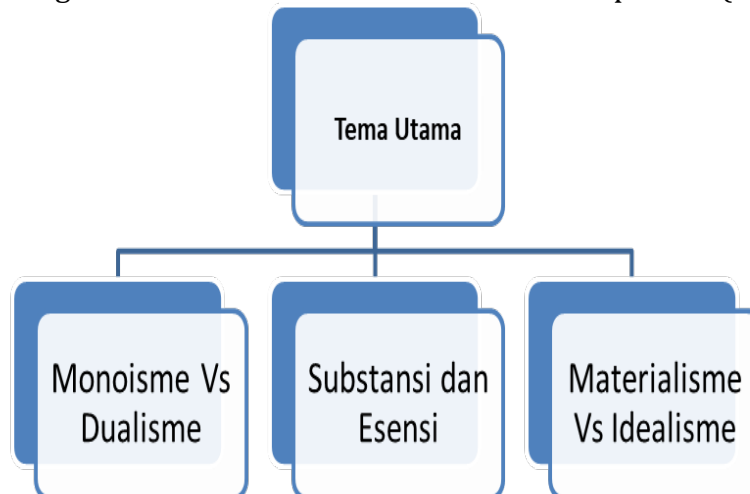 Tema Utama
Monoisme Vs
Dualisme
Substansi dan
Esensi
Materialisme
Vs Idealisme